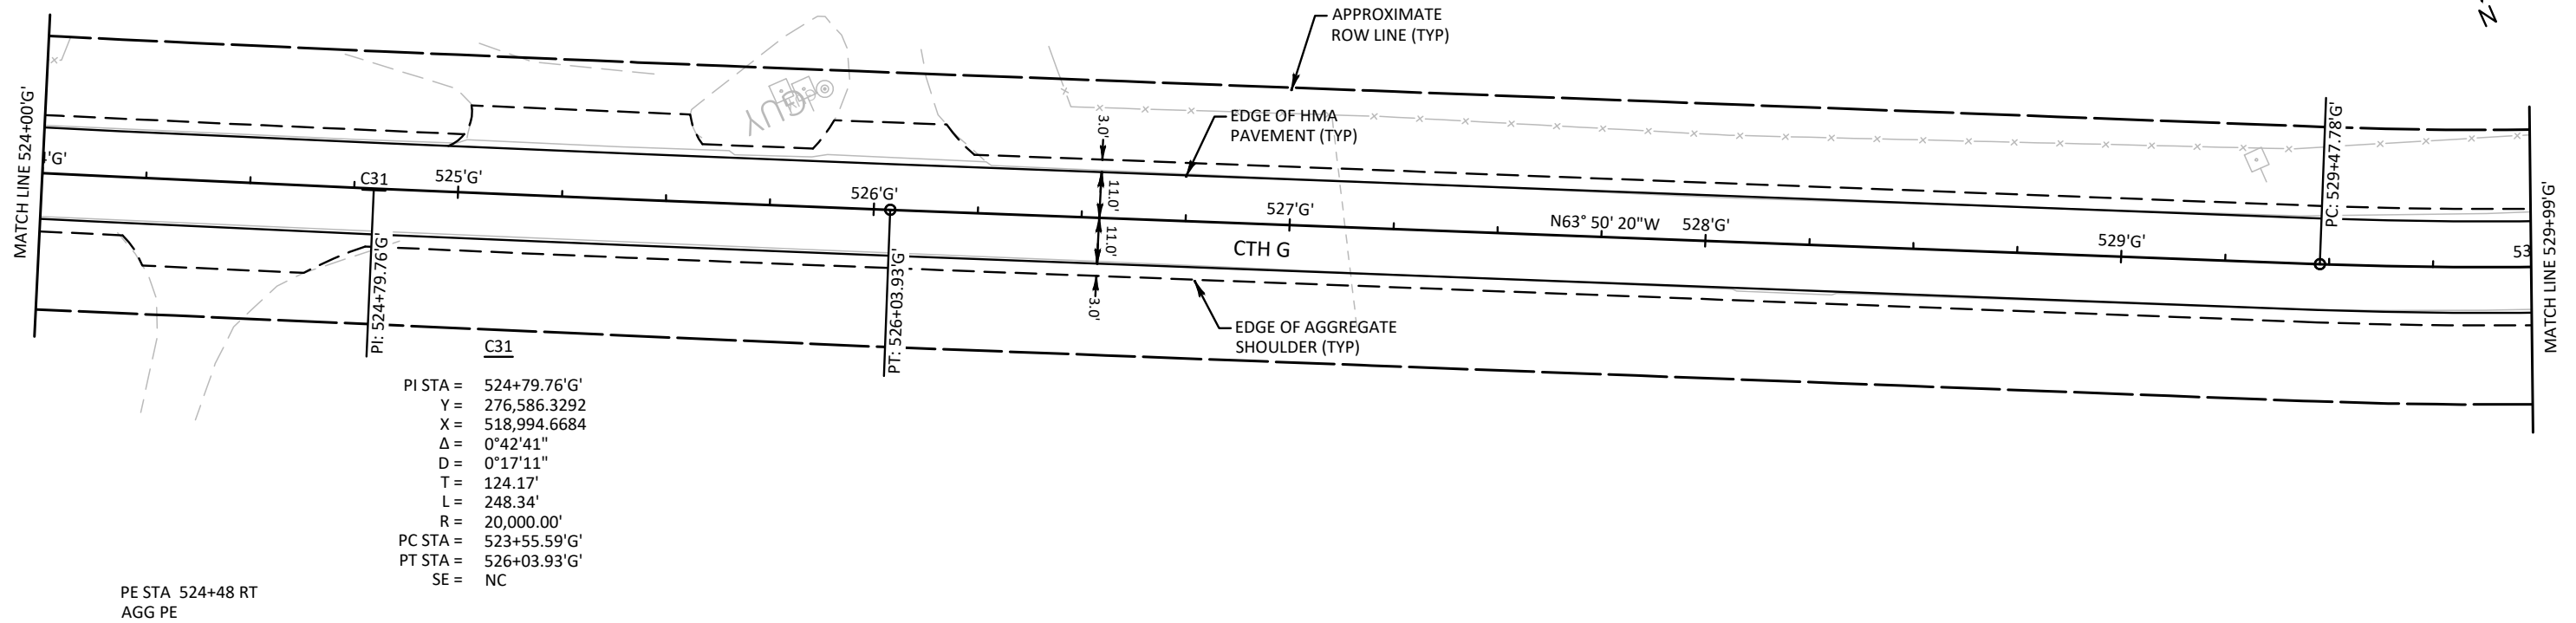 APPROXIMATE
ROW LINE (TYP)
N
MATCH LINE 524+00'G'
EDGE OF HMA
PAVEMENT (TYP)
3.0'
11.0'
11.0'
3.0'
'G'
C31
525'G'
526'G'
527'G'
N63° 50' 20"W
528'G'
529'G'
53
CTH G
PI: 524+79.76'G'
PT: 526+03.93'G'
PC: 529+47.78'G'
MATCH LINE 529+99'G'
EDGE OF AGGREGATE
SHOULDER (TYP)
GUY
C31
PI STA = 524+79.76'G'
Y = 276,586.3292
X = 518,994.6684
Δ = 0°42'41"
D = 0°17'11"
T = 124.17'
L = 248.34'
R = 20,000.00'
PC STA = 523+55.59'G'
PT STA = 526+03.93'G'
SE = NC
PE STA 524+48 RT
AGG PE